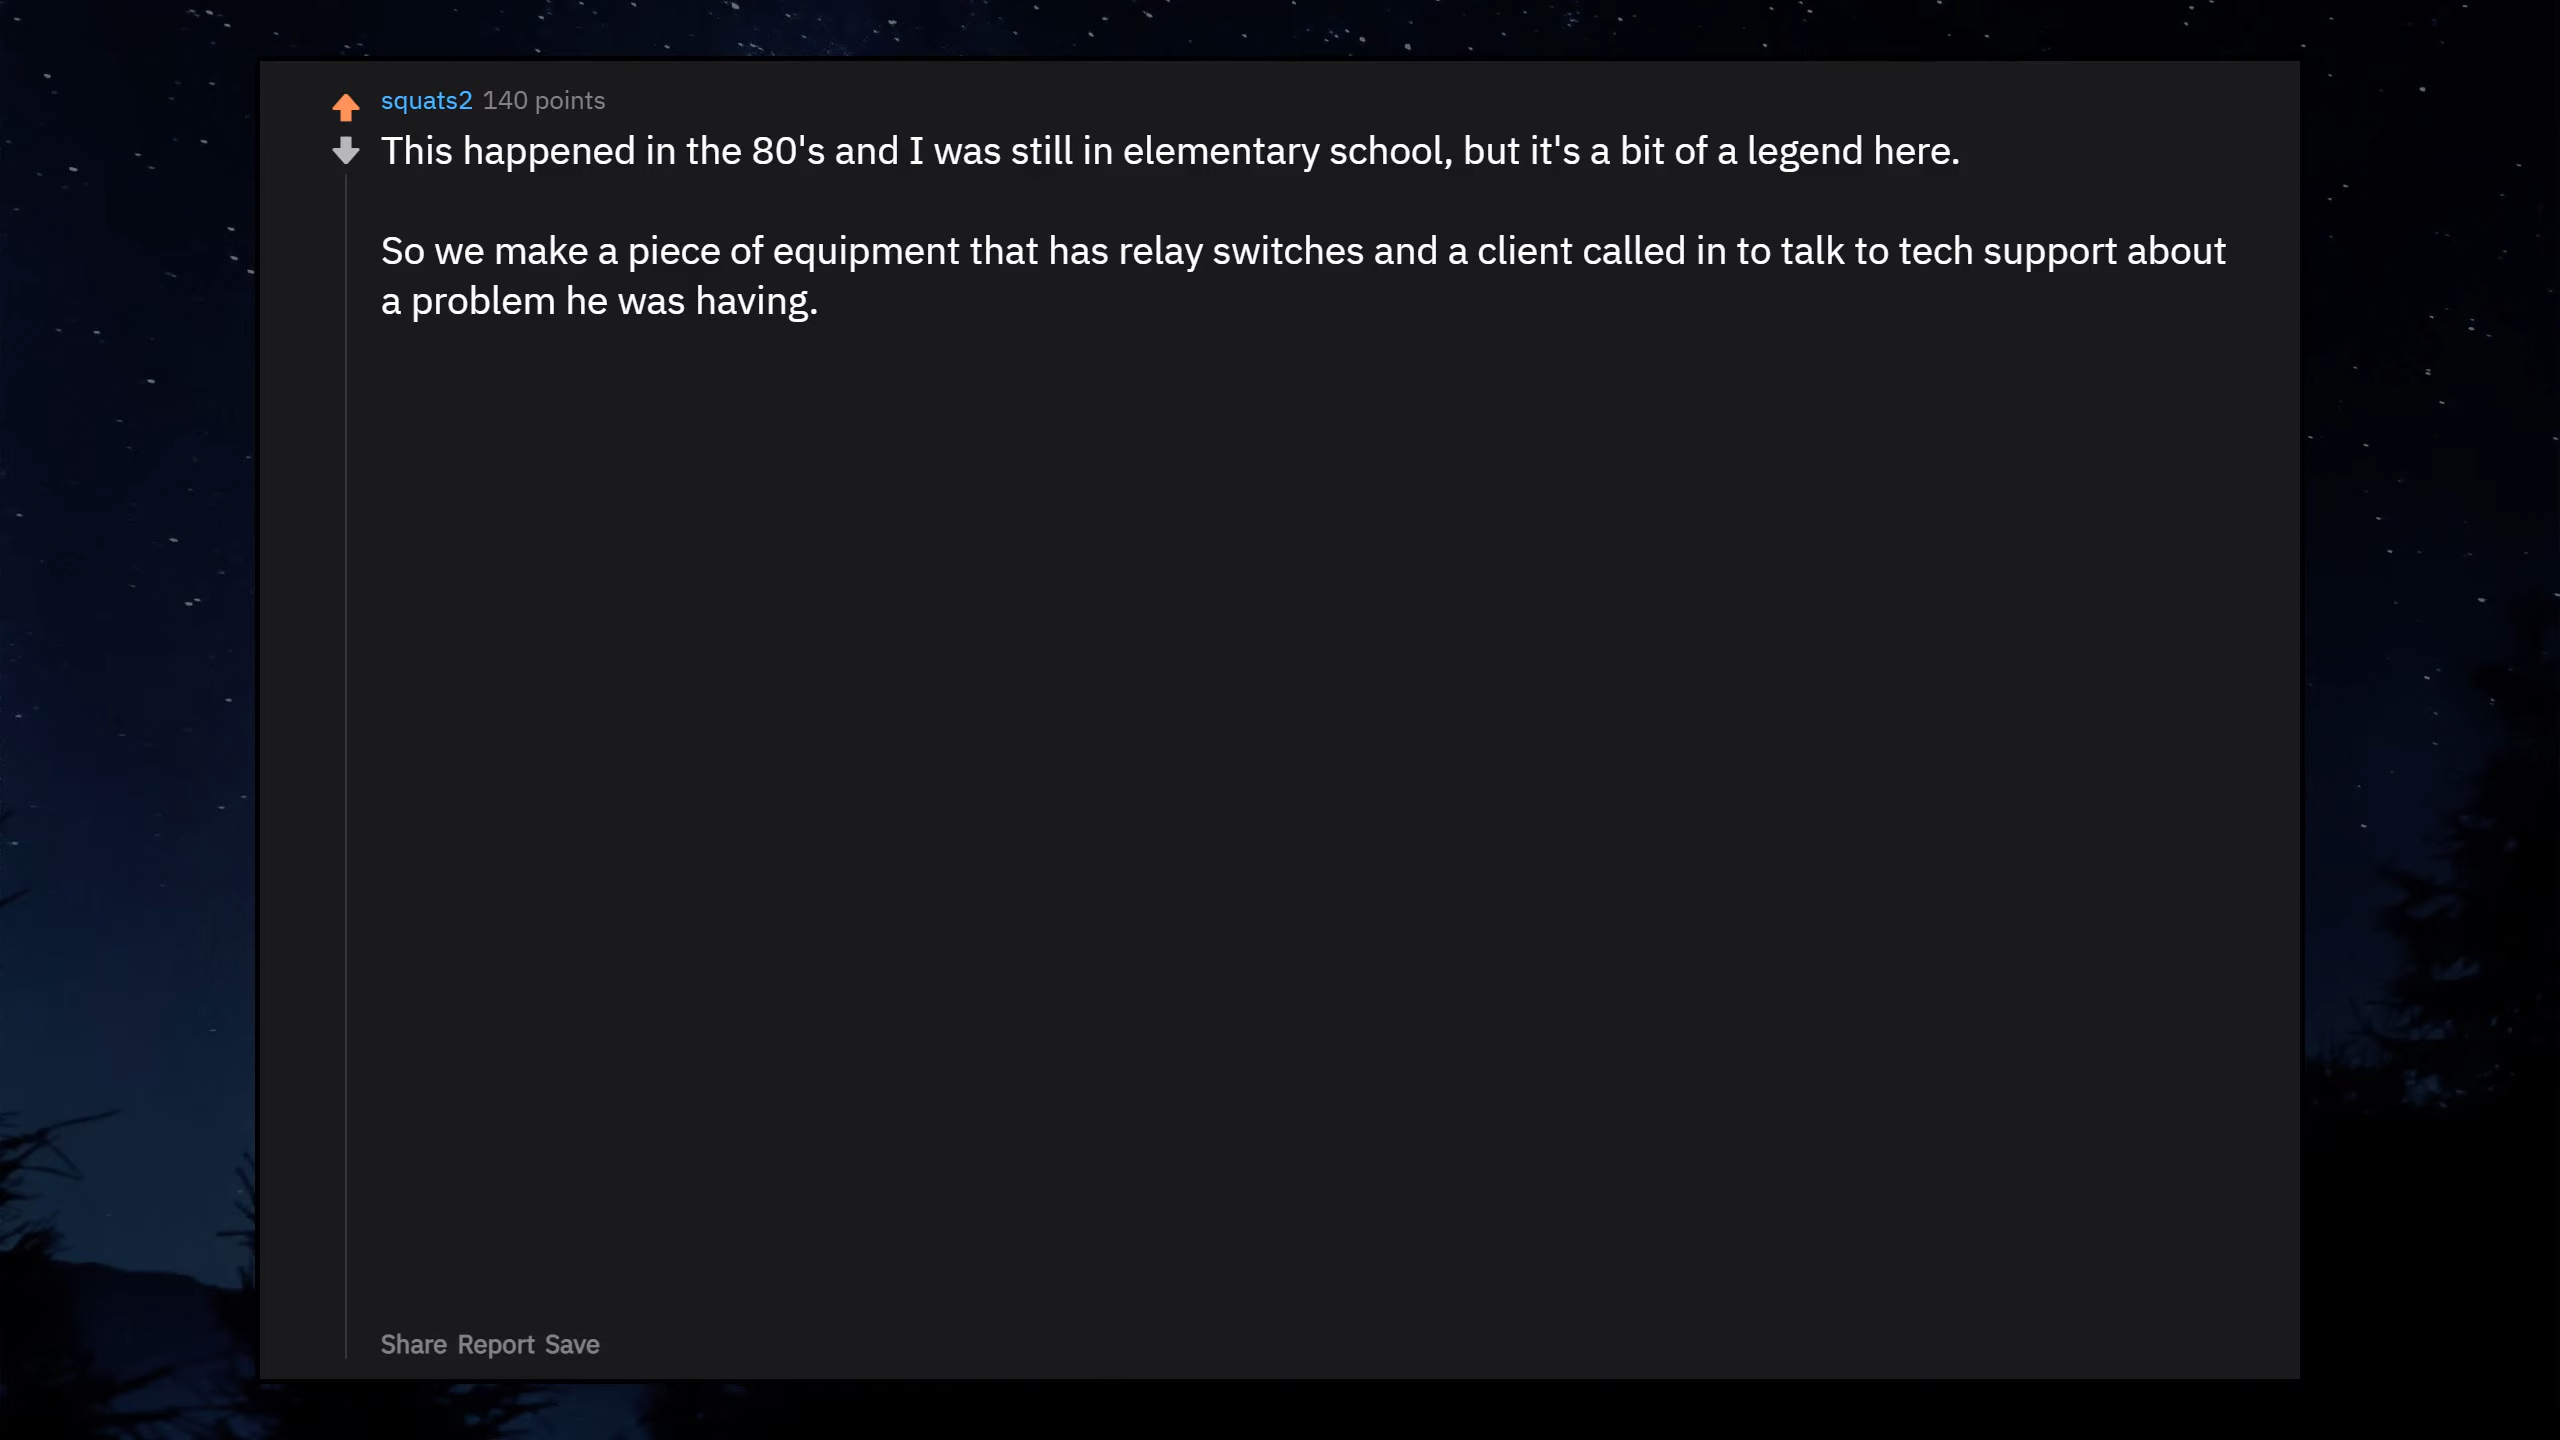 squats2 140 points
This happened in the 80's and I was still in elementary school, but it's a bit of a legend here.
So we make a piece of equipment that has relay switches and a client called in to talk to tech support about
a problem he was having.
Share Report Save